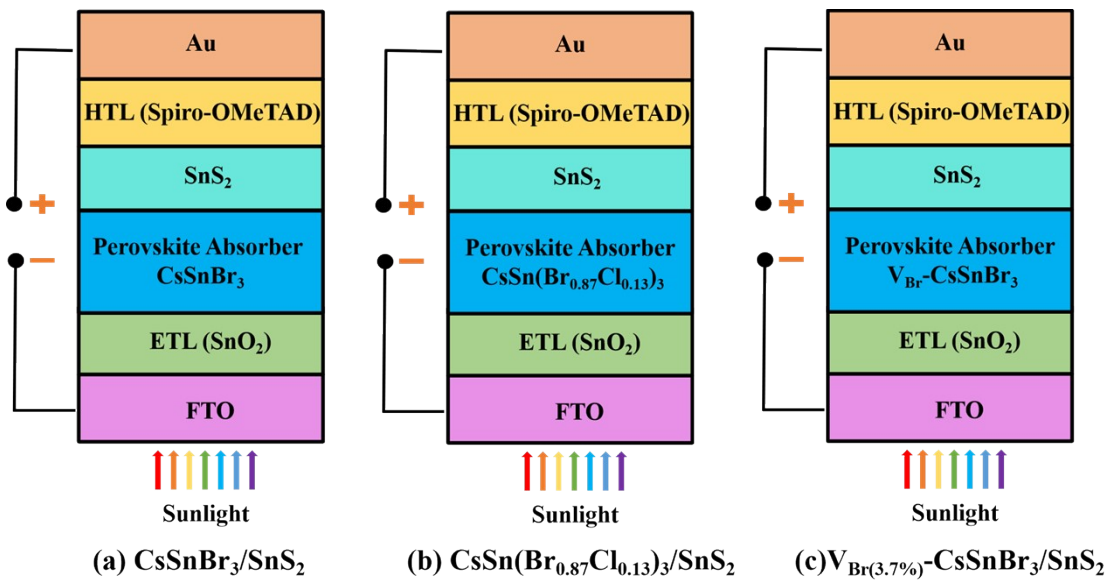 Au
HTL (Spiro-OMeTAD)
SnS₂
+
−
Perovskite Absorber
CsSnBr₃
ETL (SnO₂)
FTO
Sunlight
(a) CsSnBr₃/SnS₂
Au
HTL (Spiro-OMeTAD)
SnS₂
+
−
Perovskite Absorber
CsSn(Br₀.₈₇Cl₀.₁₃)₃
ETL (SnO₂)
FTO
Sunlight
(b) CsSn(Br₀.₈₇Cl₀.₁₃)₃/SnS₂
Au
HTL (Spiro-OMeTAD)
SnS₂
+
−
Perovskite Absorber
V_Br-CsSnBr₃
ETL (SnO₂)
FTO
Sunlight
(c)V_Br(3.7%)-CsSnBr₃/SnS₂